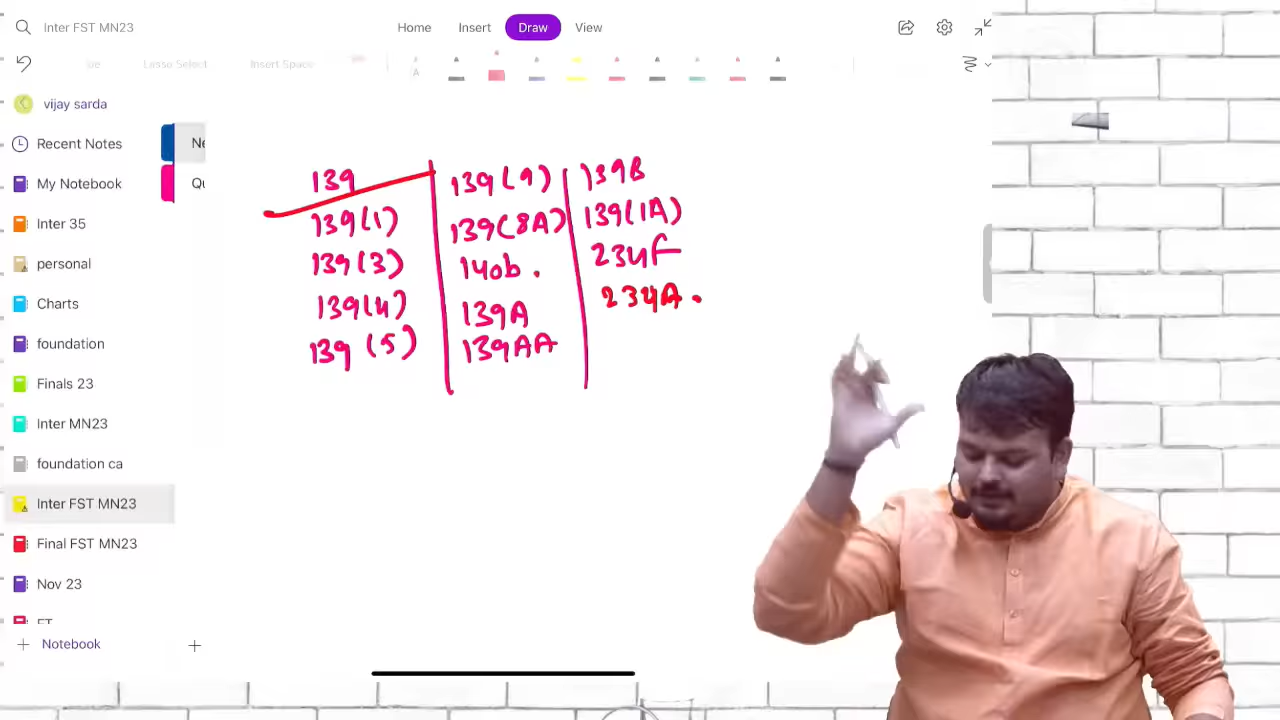 Inter FST MN23
Home Insert Draw View
Lasso Select Insert Space
vijay sarda
Recent Notes
My Notebook
Inter 35
personal
Charts
foundation
Finals 23
Inter MN23
foundation ca
Inter FST MN23
Final FST MN23
Nov 23
Notebook
139
139(1)
139(3)
139(4)
139(5)
139(9)
139(8A)
140b.
139A
139AA
139B
139(1A)
234F
234A.